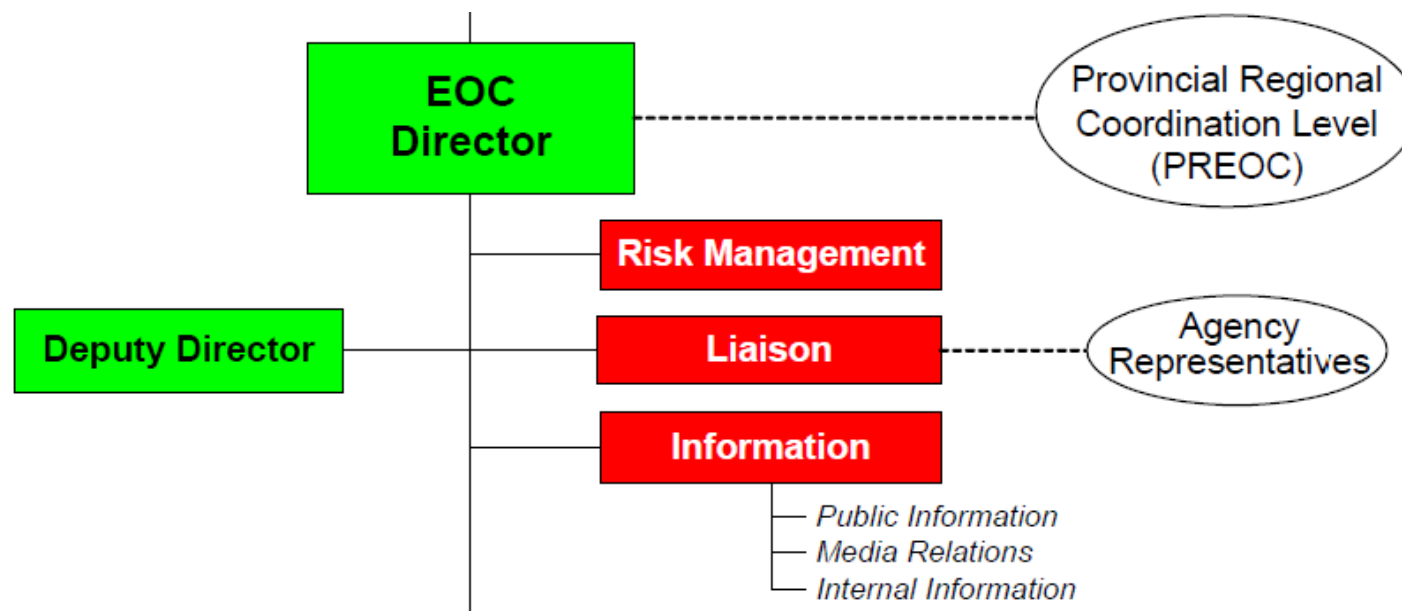 EOC
Director
Provincial Regional
Coordination Level
(PREOC)
Risk Management
Deputy Director
Liaison
Agency
Representatives
Information
Public Information
Media Relations
Internal Information